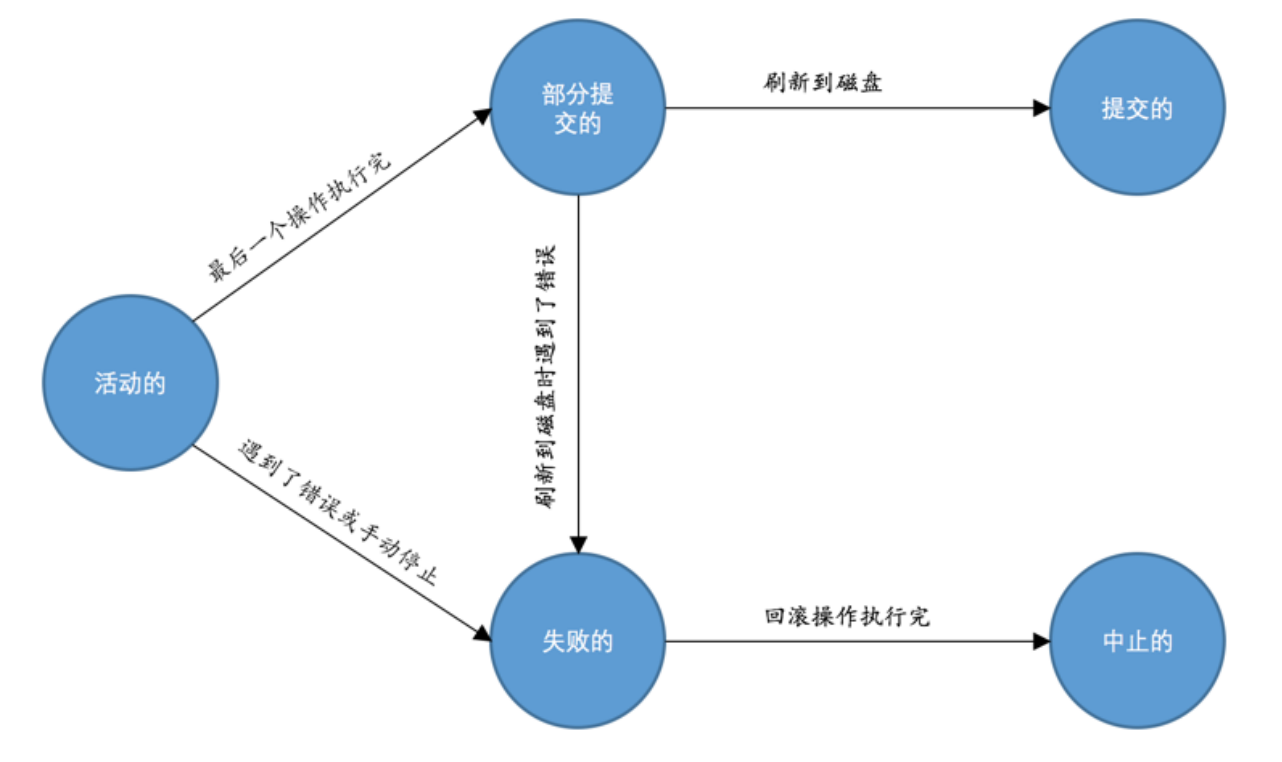 部分提
交的
刷新到磁盘
提交的
最后一个操作执行完
刷新到磁盘时遇到了错误
活动的
遇到了错误或手动停止
失败的
回滚操作执行完
中止的